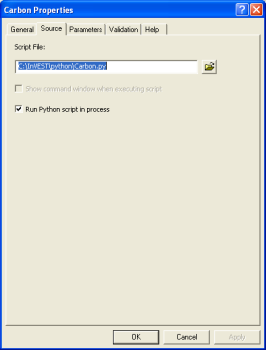 Carbon Properties
General Source Parameters Validation Help
Script File:
C:\InVEST\python\Carbon.py
Show command window when executing script
Run Python script in process
OK Cancel Apply